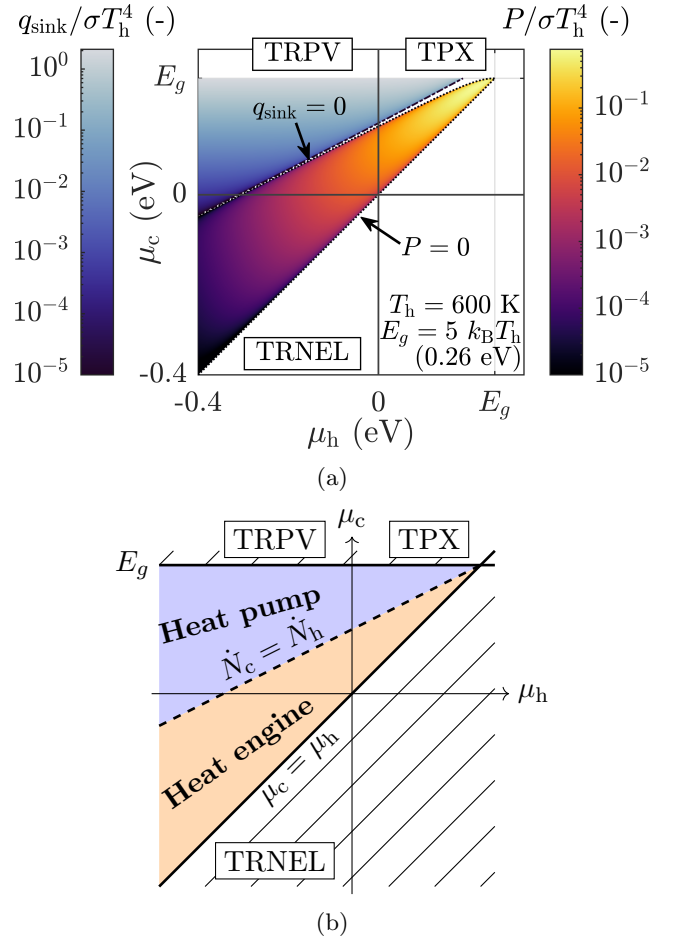 q_sink/σT_h^4 (-)
P/σT_h^4 (-)
TRPV
TPX
10^0
10^-1
10^-2
10^-3
10^-4
10^-5
E_g
0
-0.4
μ_c (eV)
q_sink = 0
P = 0
T_h = 600 K
E_g = 5 k_BT_h
(0.26 eV)
TRNEL
10^-1
10^-2
10^-3
10^-4
10^-5
-0.4
0
E_g
μ_h (eV)
(a)
μ_c
TRPV
TPX
E_g
Heat pump
Ṅ_c = Ṅ_h
μ_h
Heat engine
μ_c = μ_h
TRNEL
(b)